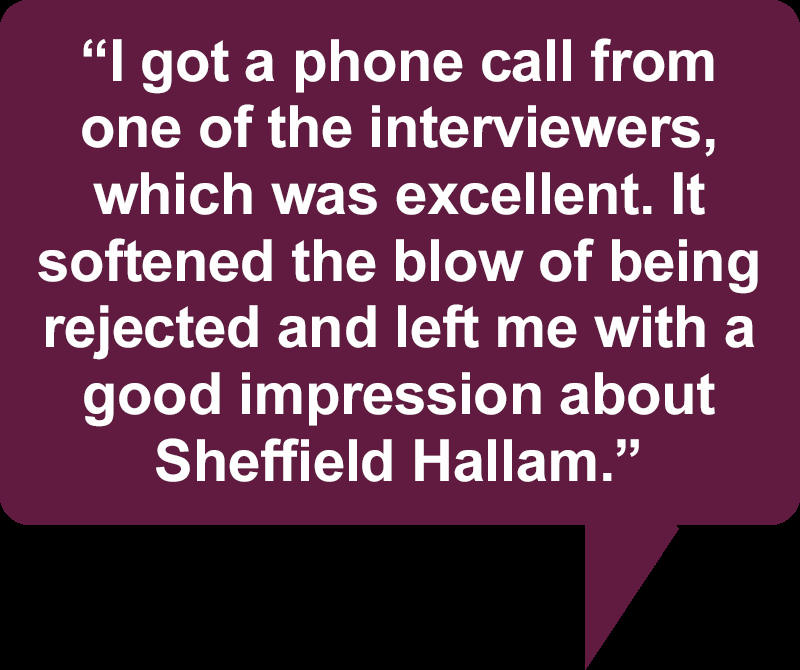 “I got a phone call from
one of the interviewers,
which was excellent. It
softened the blow of being
rejected and left me with a
good impression about
Sheffield Hallam.”